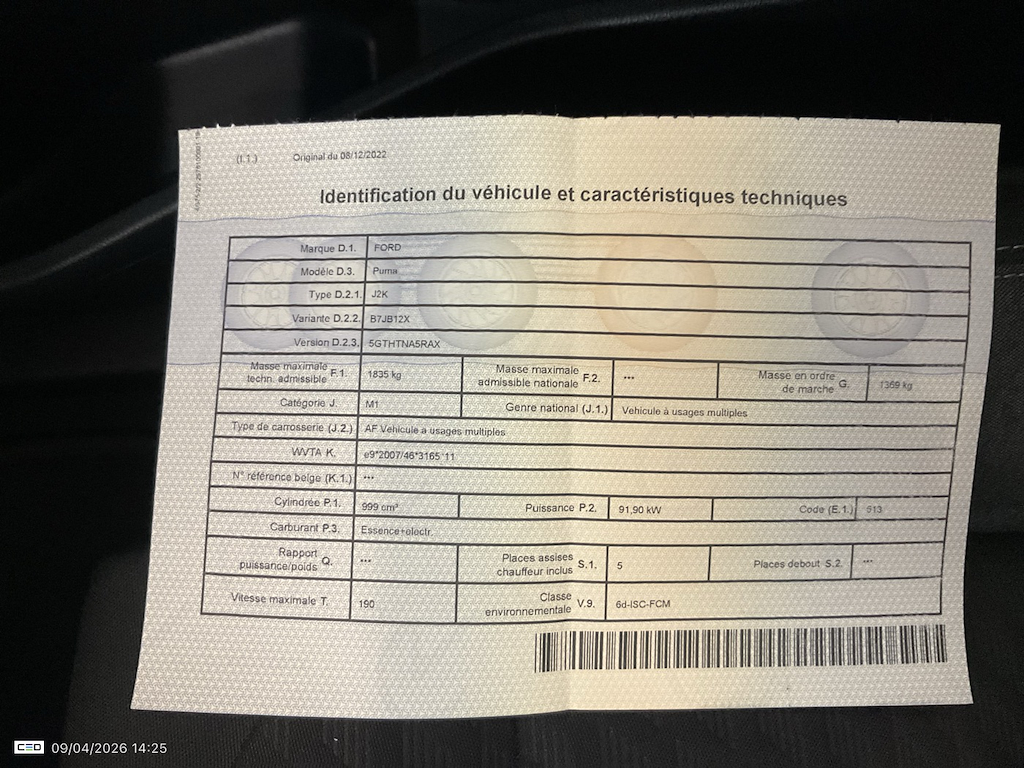 (I.1.) Original du 08/12/2022
Identification du véhicule et caractéristiques techniques
Marque D.1. FORD
Modèle D.3. Puma
Type D.2.1. J2K
Variante D.2.2. B7JB12X
Version D.2.3. 5GTHTNA5RAX
Masse maximale techn. admissible F.1. 1835 kg Masse maximale admissible nationale F.2. *** Masse en ordre de marche G. 1369 kg
Catégorie J. M1 Genre national (J.1.) Vehicule à usages multiples
Type de carrosserie (J.2.) AF Vehicule à usages multiples
WVTA K. e9*2007/46*3165*11
N° référence belge (K.1.) ***
Cylindrée P.1. 999 cm³ Puissance P.2. 91,90 kW Code (E.1.) 513
Carburant P.3. Essence+electr.
Rapport puissance/poids Q. *** Places assises chauffeur inclus S.1. 5 Places debout S.2. ***
Vitesse maximale T. 190 Classe environnementale V.9. 6d-ISC-FCM
CEO 09/04/2026 14:25